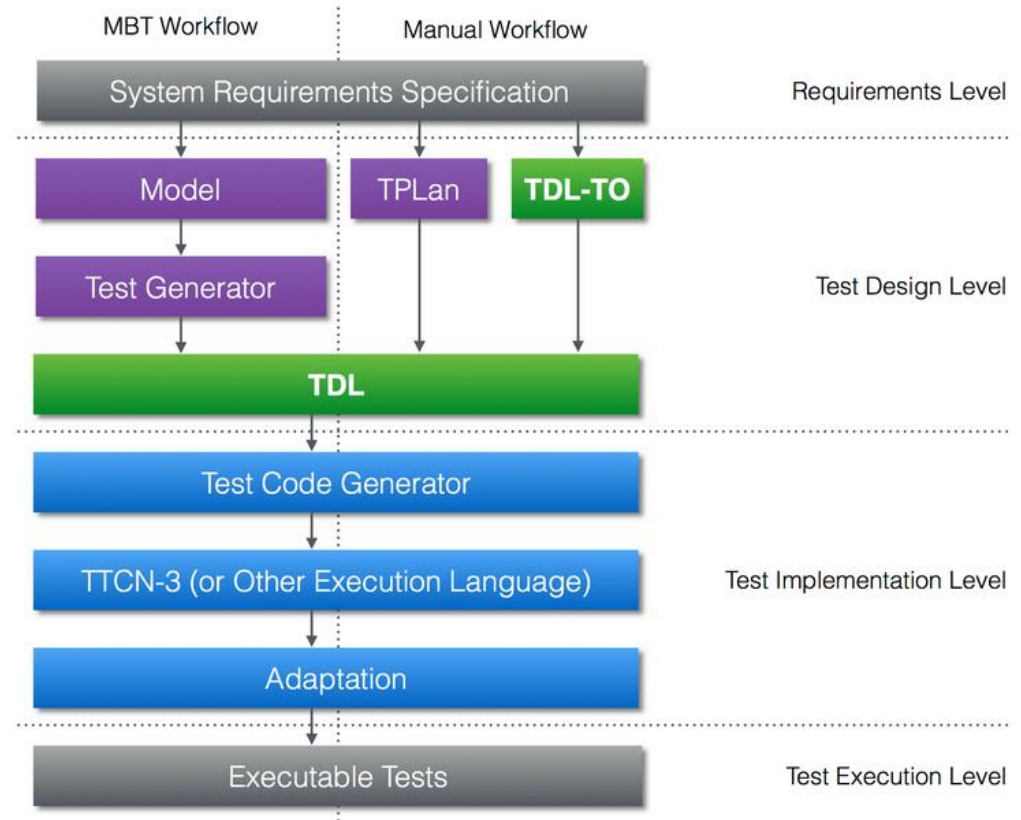 MBT Workflow
Manual Workflow
System Requirements Specification
Requirements Level
Model
TPLan
TDL-TO
Test Generator
Test Design Level
TDL
Test Code Generator
TTCN-3 (or Other Execution Language)
Test Implementation Level
Adaptation
Executable Tests
Test Execution Level